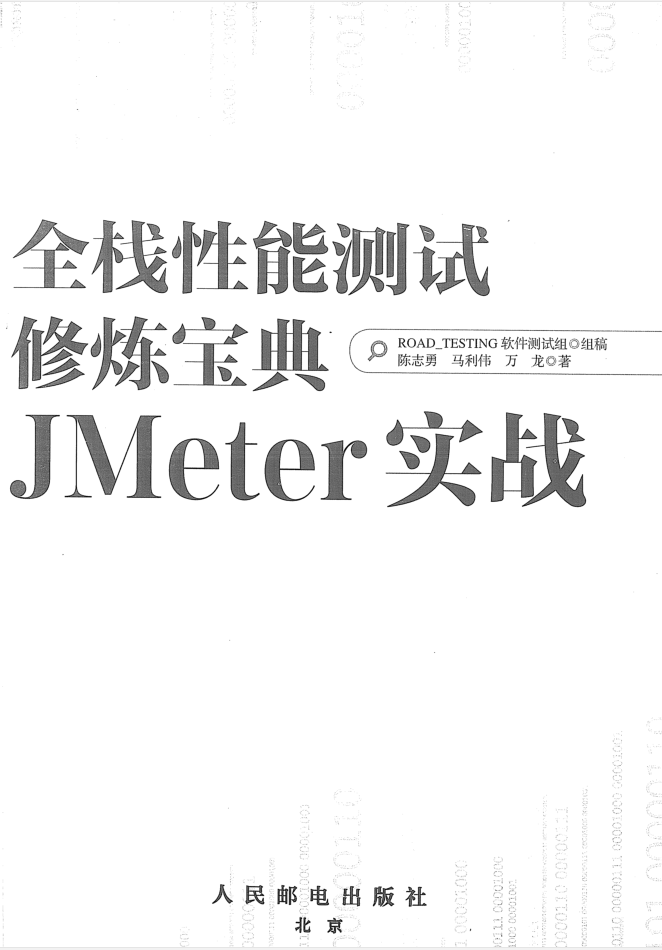 全栈性能测试
修炼宝典
ROAD_TESTING 软件测试组◎组稿
陈志勇 马利伟 万 龙◎著
JMeter 实战
人民邮电出版社
北京